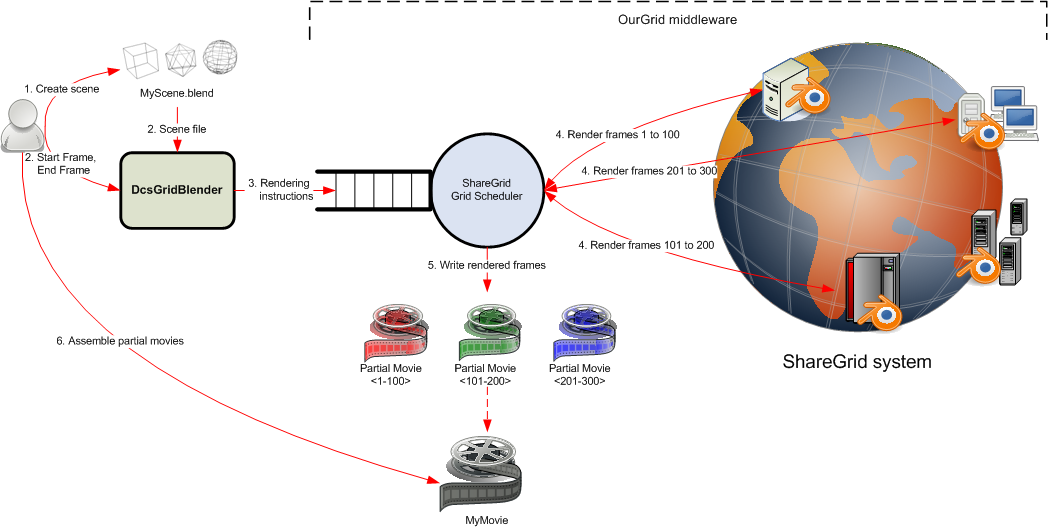 OurGrid middleware
1. Create scene
MyScene.blend
2. Scene file
2. Start Frame,
End Frame
DcsGridBlender
3. Rendering
instructions
ShareGrid
Grid Scheduler
4. Render frames 1 to 100
4. Render frames 201 to 300
4. Render frames 101 to 200
5. Write rendered frames
6. Assemble partial movies
Partial Movie
<1-100>
Partial Movie
<101-200>
Partial Movie
<201-300>
MyMovie
ShareGrid system